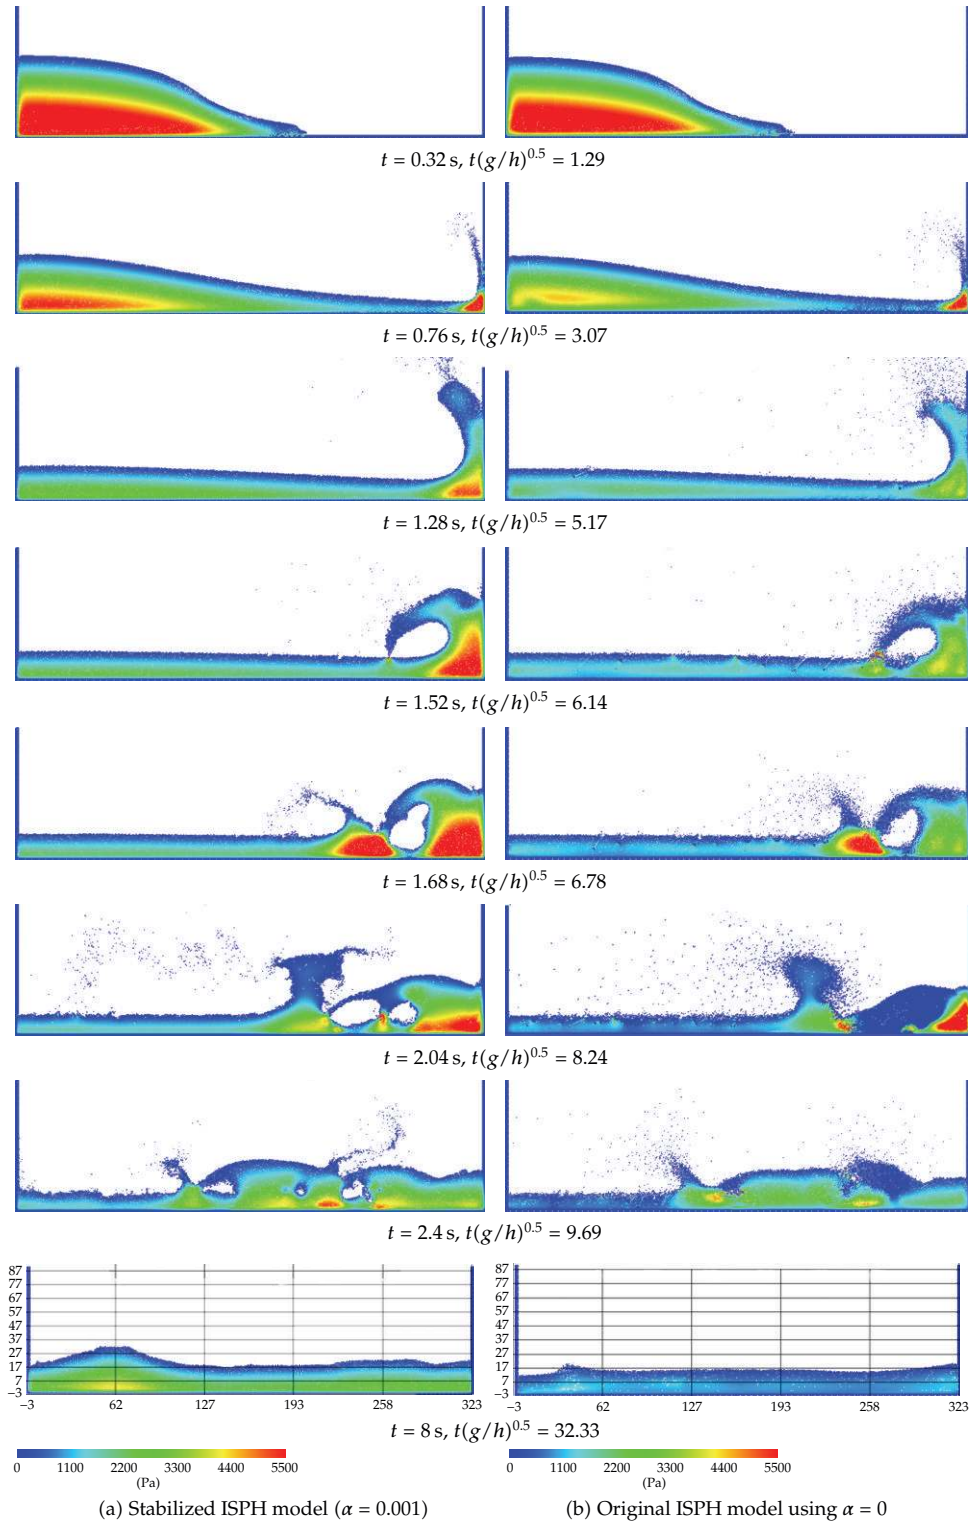 t = 0.32 s, t(g/h)^0.5 = 1.29
t = 0.76 s, t(g/h)^0.5 = 3.07
t = 1.28 s, t(g/h)^0.5 = 5.17
t = 1.52 s, t(g/h)^0.5 = 6.14
t = 1.68 s, t(g/h)^0.5 = 6.78
t = 2.04 s, t(g/h)^0.5 = 8.24
t = 2.4 s, t(g/h)^0.5 = 9.69
87
77
67
57
47
37
27
17
7
−3
−3 62 127 193 258 323
87
77
67
57
47
37
27
17
7
−3
−3 62 127 193 258 323
t = 8 s, t(g/h)^0.5 = 32.33
0 1100 2200 3300 4400 5500
(Pa)
0 1100 2200 3300 4400 5500
(Pa)
(a) Stabilized ISPH model (α = 0.001)
(b) Original ISPH model using α = 0